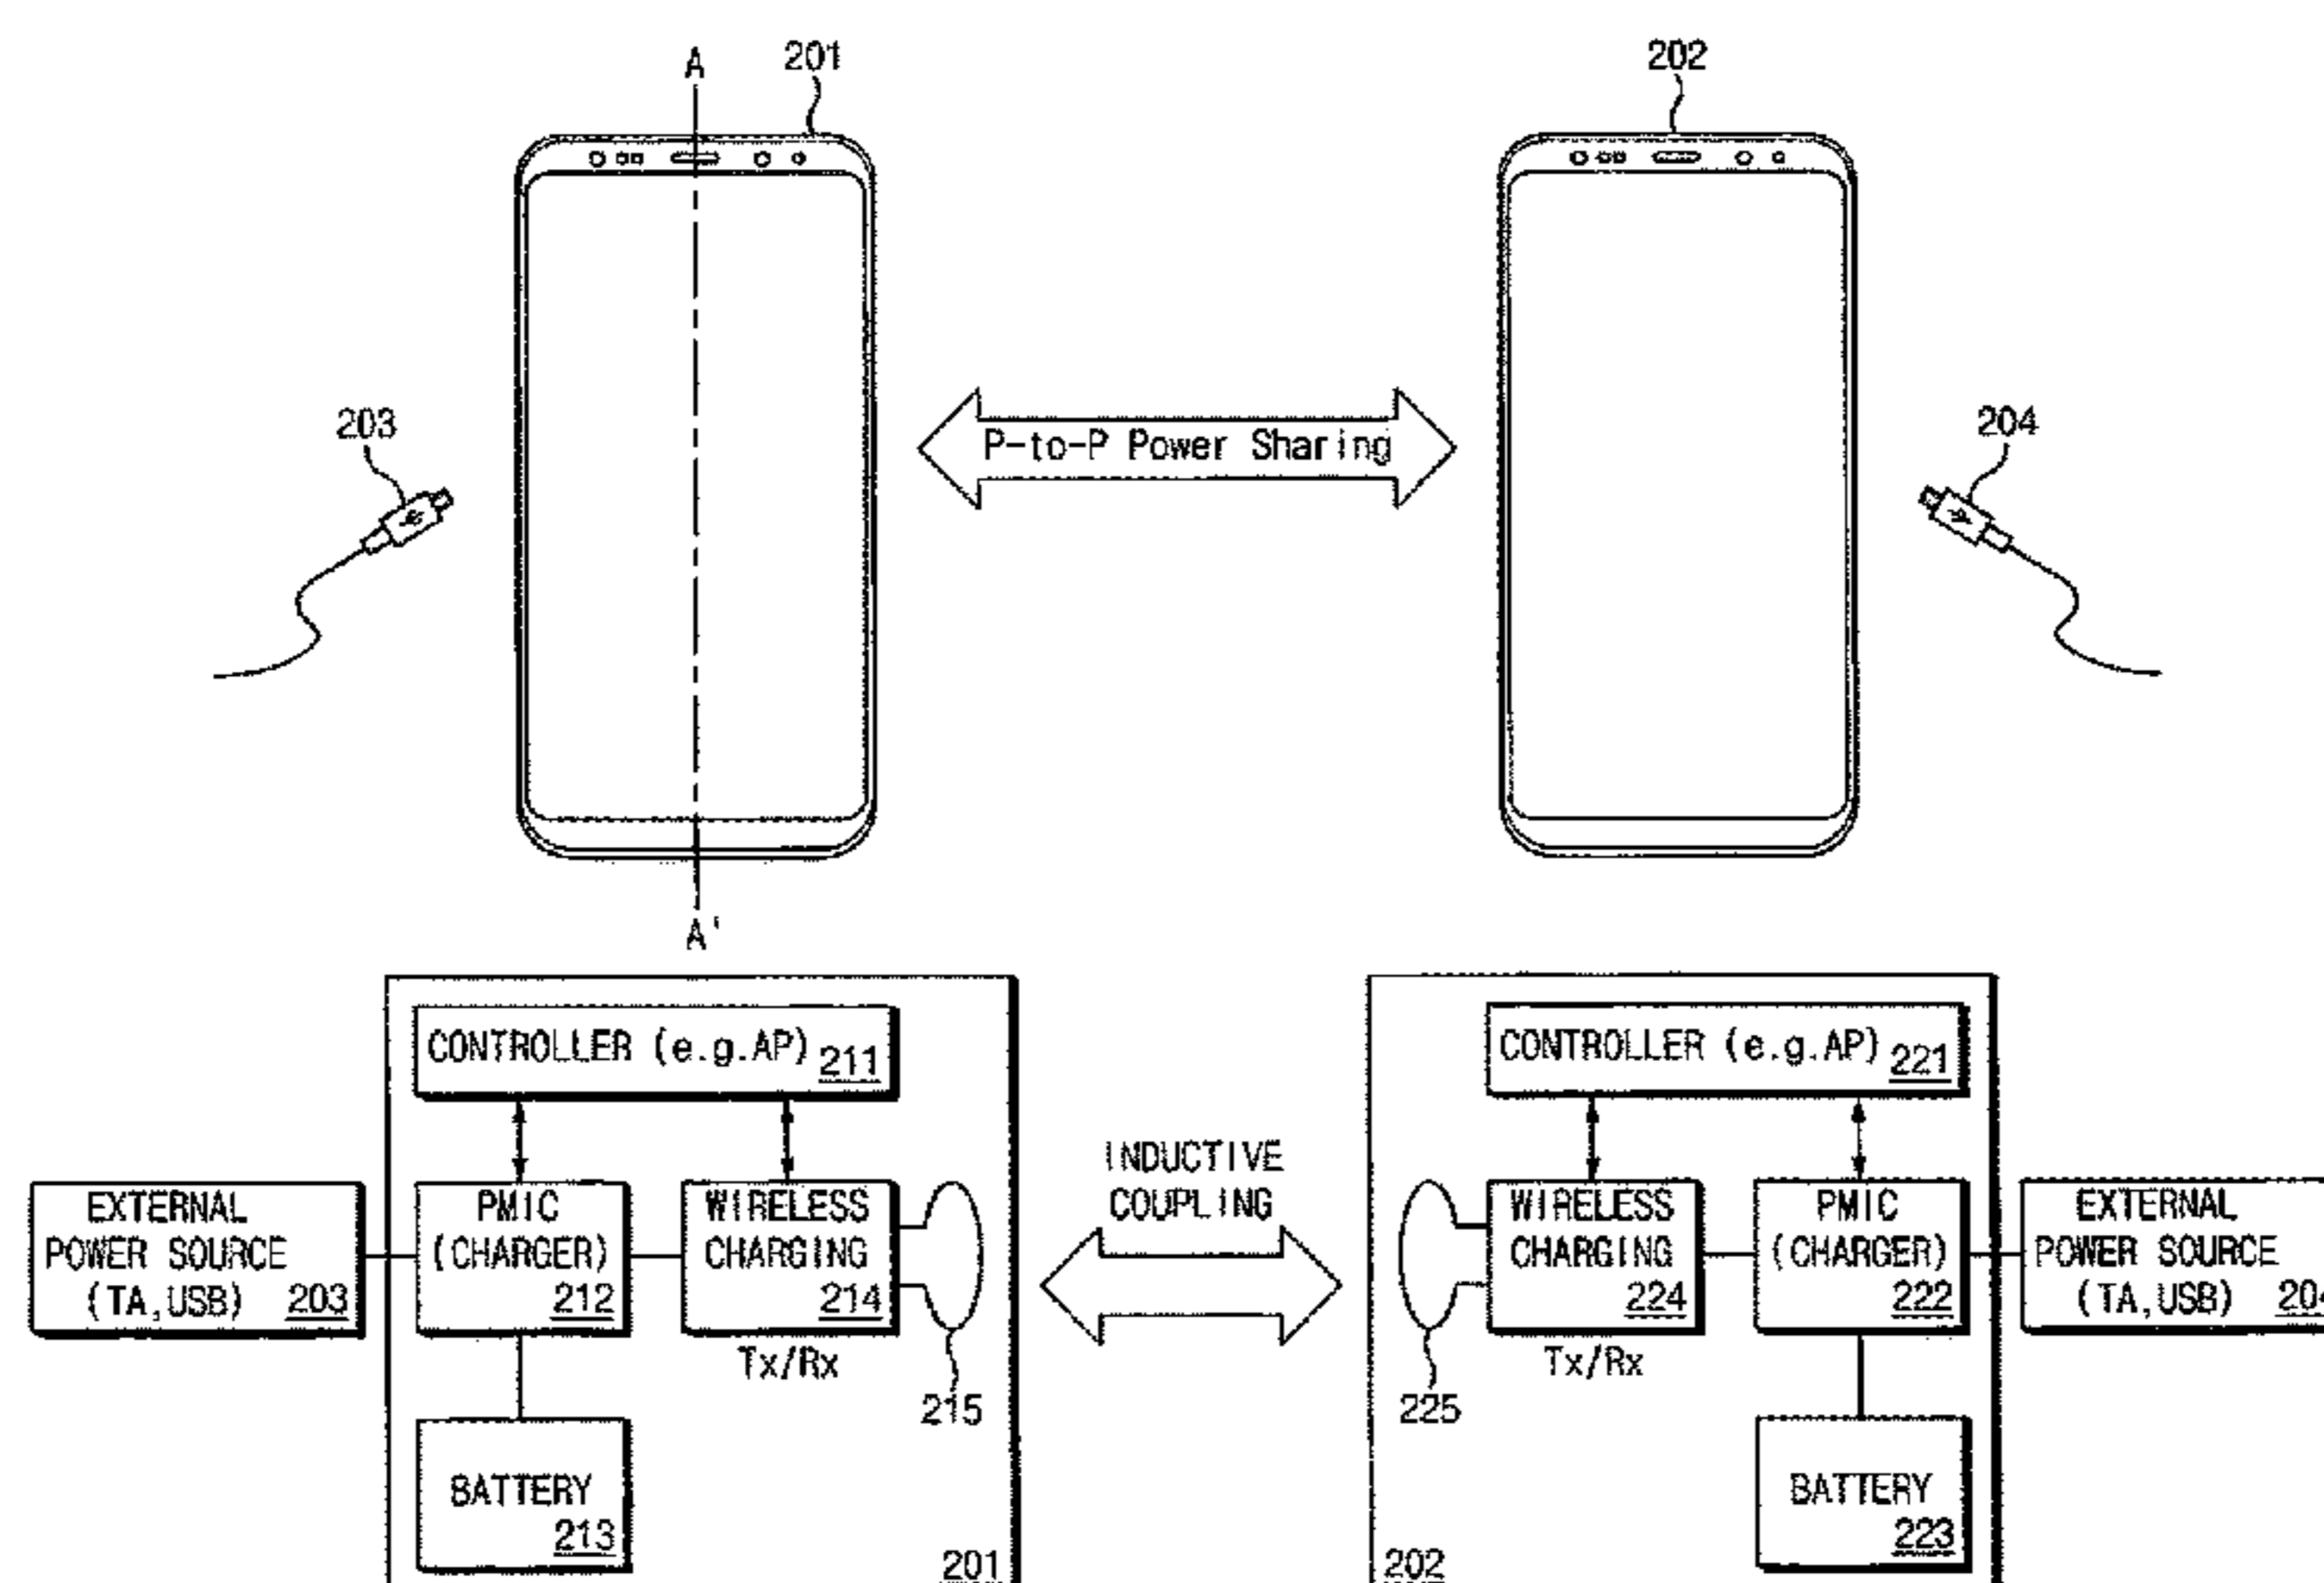 A
201
202
203
P-to-P Power Sharing
204
A'
CONTROLLER (e.g.AP) 211
CONTROLLER (e.g.AP) 221
EXTERNAL
POWER SOURCE
(TA,USB) 203
PMIC
(CHARGER)
212
WIRELESS
CHARGING
214
Tx/Rx
215
INDUCTIVE
COUPLING
WIRELESS
CHARGING
224
Tx/Rx
225
PMIC
(CHARGER)
222
EXTERNAL
POWER SOURCE
(TA,USB) 204
BATTERY
213
BATTERY
223
201
202